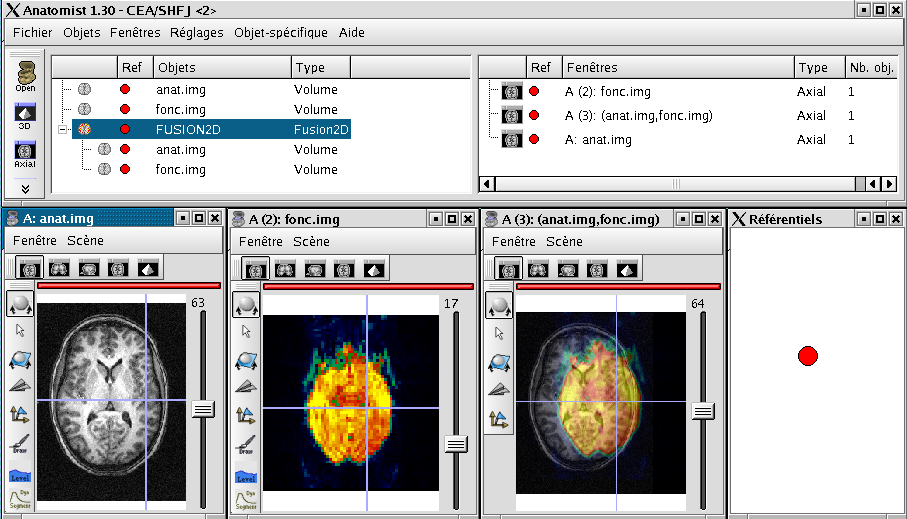 Anatomist 1.30 - CEA/SHFJ <2>
Fichier Objets Fenêtres Réglages Objet-spécifique Aide
Open
3D
Axial
Ref Objets Type
anat.img Volume
fonc.img Volume
FUSION2D Fusion2D
anat.img Volume
fonc.img Volume
Ref Fenêtres Type Nb. obj.
A (2): fonc.img Axial 1
A (3): (anat.img,fonc.img) Axial 1
A: anat.img Axial 1
A: anat.img
Fenêtre Scène
63
Draw
Level
Dyn
Segment
A (2): fonc.img
Fenêtre Scène
17
Draw
Level
Dyn
Segment
A (3): (anat.img,fonc.img)
Fenêtre Scène
64
Référentiels